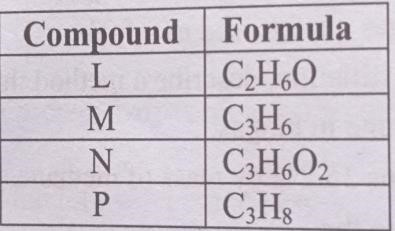 Compound Formula
L C₂H₆O
M C₃H₆
N C₃H₆O₂
P C₃H₈